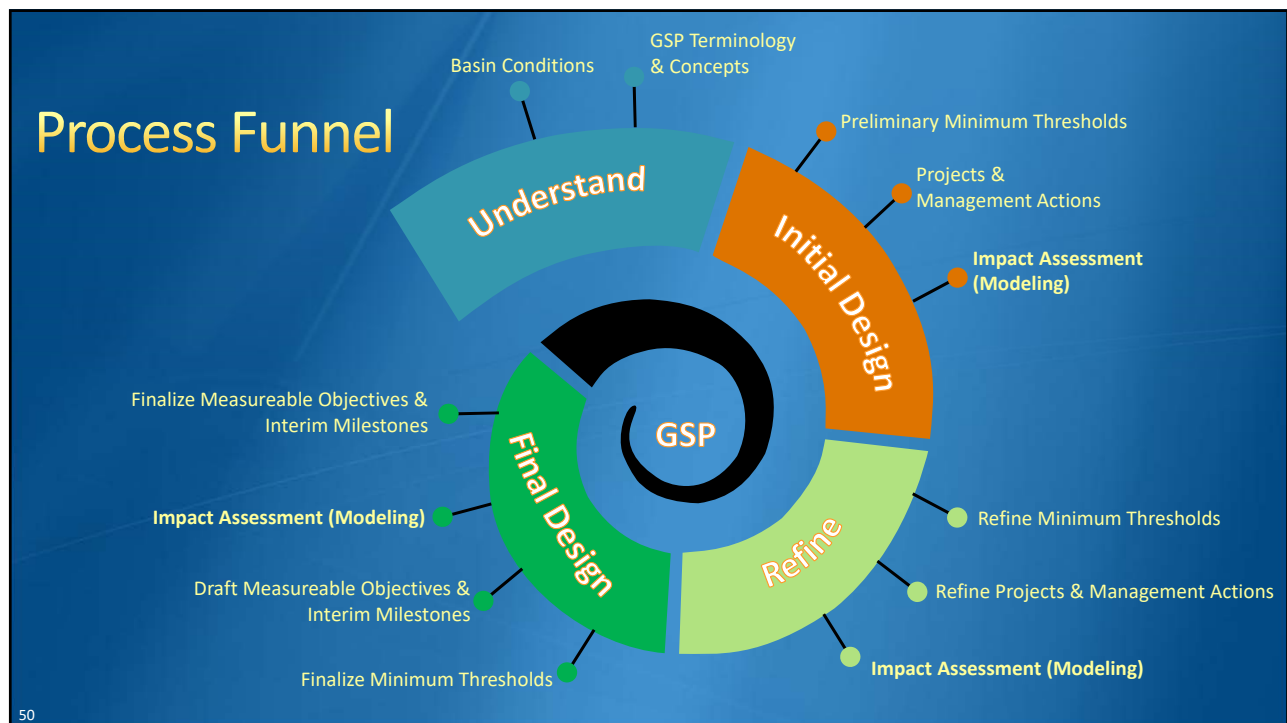 Process Funnel
Basin Conditions
GSP Terminology
& Concepts
Understand
Preliminary Minimum Thresholds
Projects &
Management Actions
Impact Assessment
(Modeling)
Initial Design
Refine Minimum Thresholds
Refine Projects & Management Actions
Impact Assessment (Modeling)
Refine
Finalize Minimum Thresholds
Draft Measureable Objectives &
Interim Milestones
Impact Assessment (Modeling)
Finalize Measureable Objectives &
Interim Milestones
Final Design
GSP
50